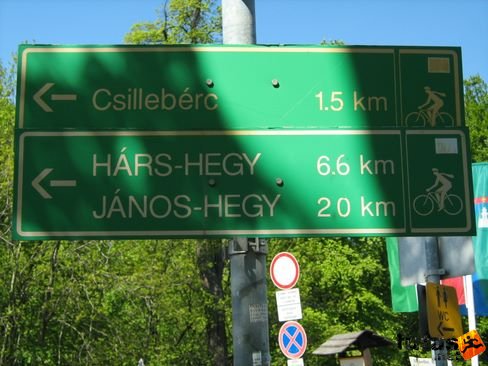 Csillebérc 1.5 km
HÁRS-HEGY 6.6 km
JÁNOS-HEGY 20 km
WC